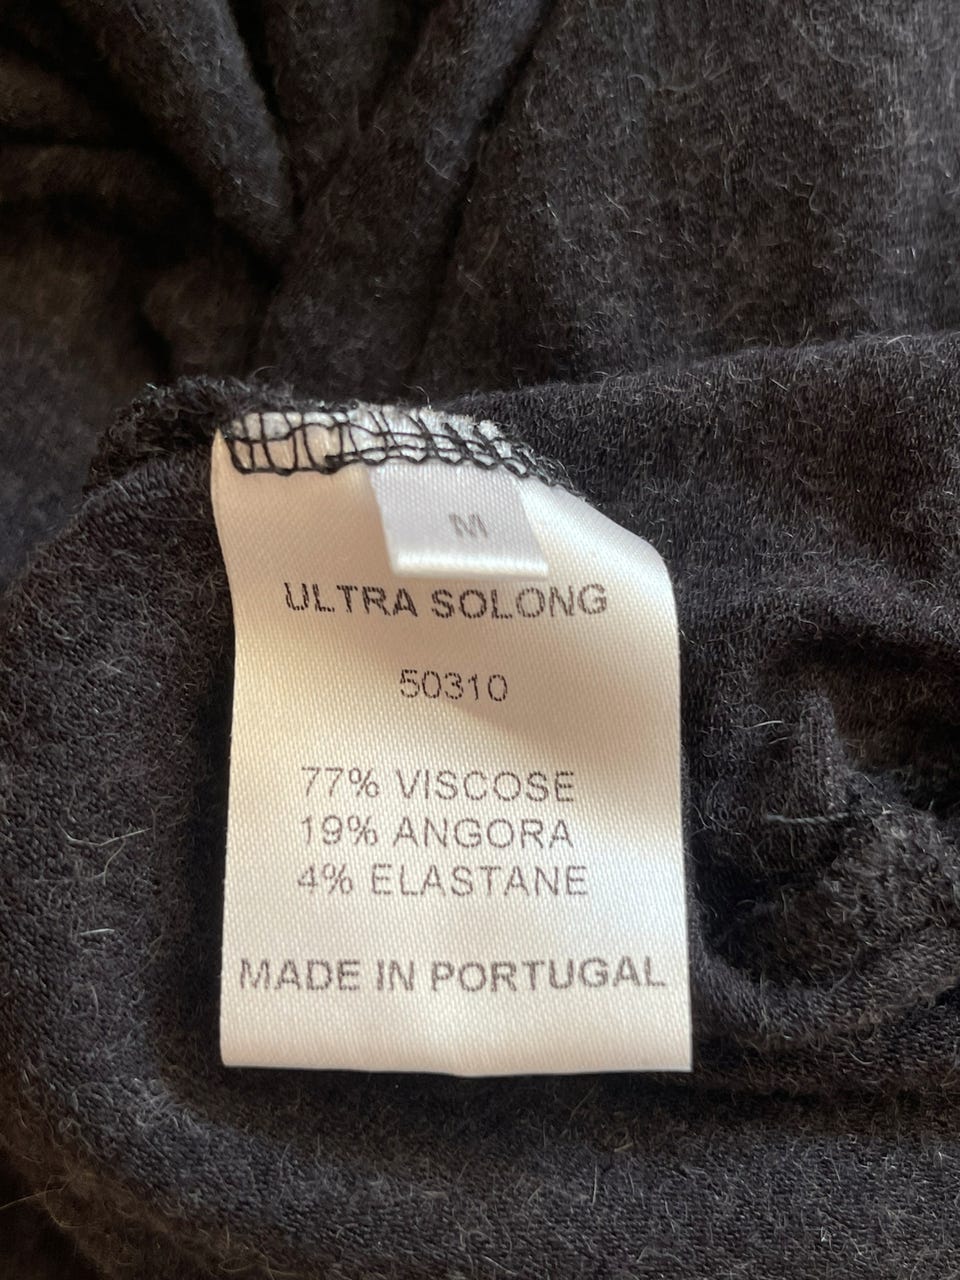 M
ULTRA SOLONG
50310
77% VISCOSE
19% ANGORA
4% ELASTANE
MADE IN PORTUGAL